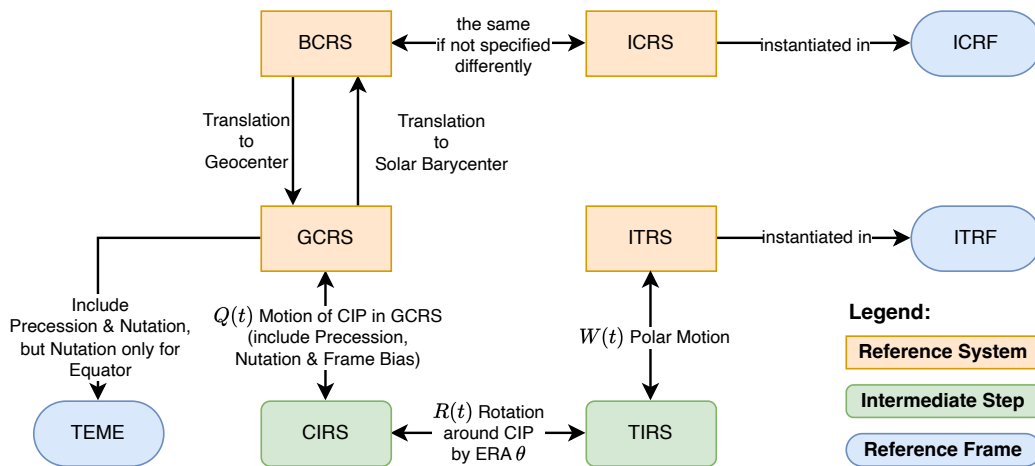 BCRS
the same
if not specified
differently
ICRS
instantiated in
ICRF
Translation
to
Geocenter
Translation
to
Solar Barycenter
GCRS
ITRS
instantiated in
ITRF
Include
Precession & Nutation,
but Nutation only for
Equator
Q(t) Motion of CIP in GCRS
(include Precession,
Nutation & Frame Bias)
W(t) Polar Motion
TEME
CIRS
R(t) Rotation
around CIP
by ERA θ
TIRS
Legend:
Reference System
Intermediate Step
Reference Frame